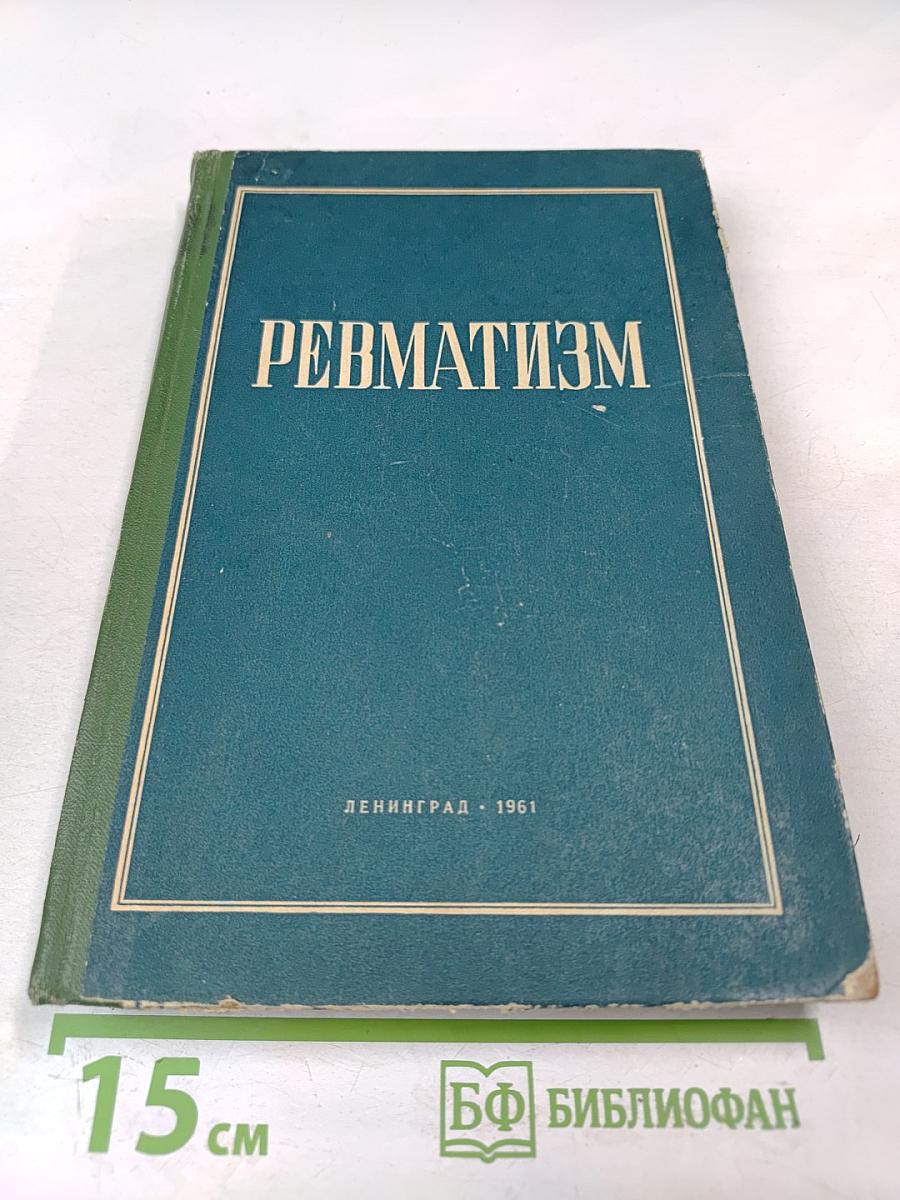 РЕВМАТИЗМ
ЛЕНИНГРАД • 1961
15 см
БФ БИБЛИОФАН